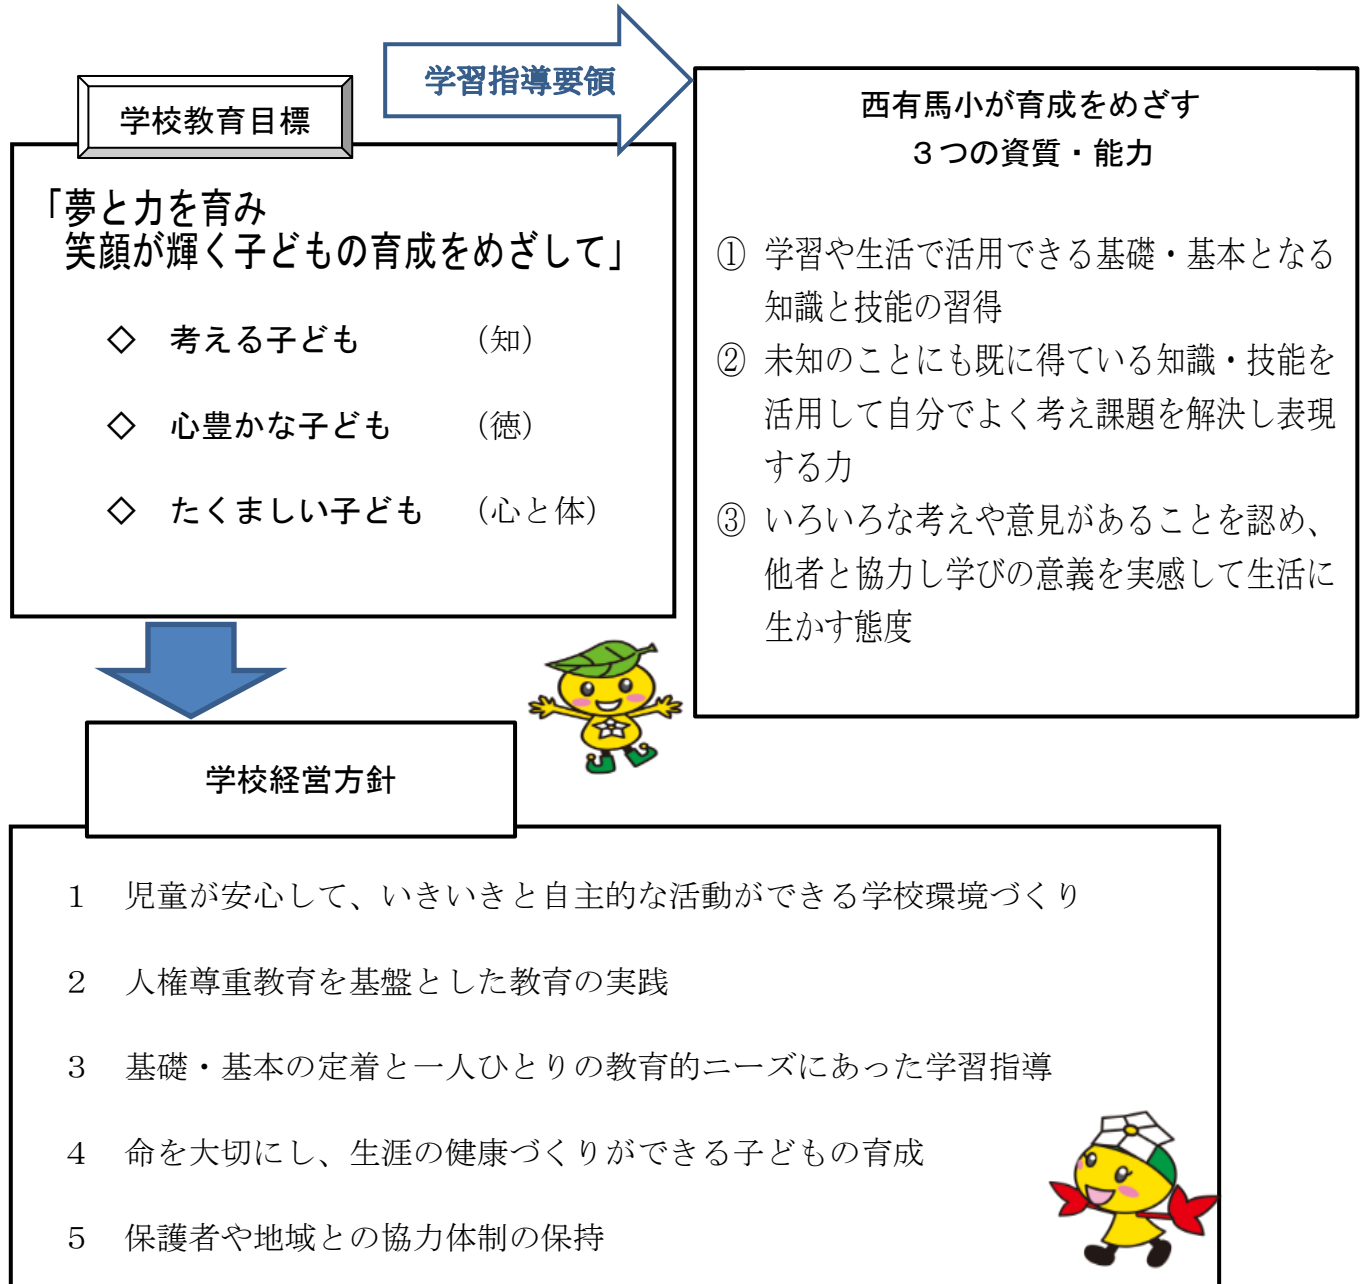 学習指導要領
学校教育目標
「夢と力を育み
笑顔が輝く子どもの育成をめざして」
◇ 考える子ども （知）
◇ 心豊かな子ども （徳）
◇ たくましい子ども （心と体）
西有馬小が育成をめざす
３つの資質・能力
① 学習や生活で活用できる基礎・基本となる
知識と技能の習得
② 未知のことにも既に得ている知識・技能を
活用して自分でよく考え課題を解決し表現
する力
③ いろいろな考えや意見があることを認め、
他者と協力し学びの意義を実感して生活に
生かす態度
学校経営方針
１ 児童が安心して、いきいきと自主的な活動ができる学校環境づくり
２ 人権尊重教育を基盤とした教育の実践
３ 基礎・基本の定着と一人ひとりの教育的ニーズにあった学習指導
４ 命を大切にし、生涯の健康づくりができる子どもの育成
５ 保護者や地域との協力体制の保持